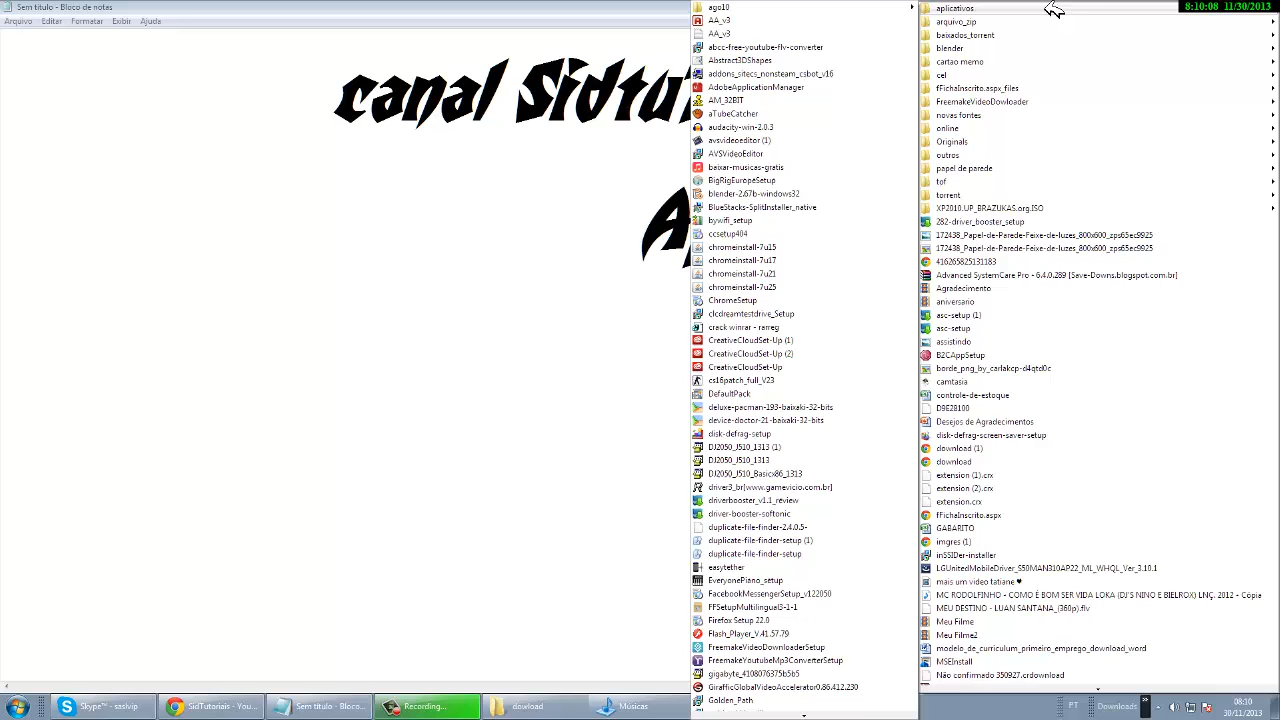 Sem título - Bloco de notas
Arquivo Editar Formatar Exibir Ajuda
canal Sidtu
A
ago10
AA_v3
AA_v3
abcc-free-youtube-flv-converter
Abstract3DShapes
addons_sitecs_nonsteam_csbot_v16
AdobeApplicationManager
AM_32BIT
aTubeCatcher
audacity-win-2.0.3
avsvideoeditor (1)
AVSVideoEditor
baixar-musicas-gratis
BigRigEuropeSetup
blender-2.67b-windows32
BlueStacks-SplitInstaller_native
bywifi_setup
ccsetup404
chromeinstall-7u15
chromeinstall-7u17
chromeinstall-7u21
chromeinstall-7u25
ChromeSetup
clcdreamtestdrive_Setup
crack winrar - rarreg
CreativeCloudSet-Up (1)
CreativeCloudSet-Up (2)
CreativeCloudSet-Up
cs16patch_full_V23
DefaultPack
deluxe-pacman-193-baixaki-32-bits
device-doctor-21-baixaki-32-bits
disk-defrag-setup
DJ2050_J510_1313 (1)
DJ2050_J510_1313
DJ2050_J510_Basicx86_1313
driver3_br[www.gamevicio.com.br]
driverbooster_v1.1_review
driver-booster-softonic
duplicate-file-finder-2.4.0.5-
duplicate-file-finder-setup (1)
duplicate-file-finder-setup
easytether
EveryonePiano_setup
FacebookMessengerSetup_v122050
FFSetupMultilingual3-1-1
Firefox Setup 22.0
Flash_Player_V.41.57.79
FreemakeVideoDownloaderSetup
FreemakeYoutubeMp3ConverterSetup
gigabyte_4108076375b5b5
GirafficGlobalVideoAccelerator0.86.412.230
Golden_Path
8:10:08 11/30/2013
aplicativos
arquivo_zip
baixados_torrent
blender
cartao memo
cel
fFichaInscrito.aspx_files
FreemakeVideoDowloader
novas fontes
online
Originals
outros
papel de parede
tof
torrent
XP2010.UP_BRAZUKAS.org.ISO
282-driver_booster_setup
172438_Papel-de-Parede-Feixe-de-luzes_800x600_zps65ec9925
172438_Papel-de-Parede-Feixe-de-luzes_800x600_zps65ec9925
416265825131183
Advanced SystemCare Pro - 6.4.0.289 [Save-Downs.blogspot.com.br]
Agradecimento
aniversario
asc-setup (1)
asc-setup
assistindo
B2CAppSetup
borde_png_by_carlakcp-d4qtd0c
camtasia
controle-de-estoque
D9E28100
Desejos de Agradecimentos
disk-defrag-screen-saver-setup
download (1)
download
extension (1).crx
extension (2).crx
extension.crx
fFichaInscrito.aspx
GABARITO
imgres (1)
inSSIDer-installer
LGUnitedMobileDriver_S50MAN310AP22_ML_WHQL_Ver_3.10.1
mais um video tatiane ♥
MC RODOLFINHO - COMO É BOM SER VIDA LOKA (DJ´S NINO E BIELROX) LNÇ. 2012 - Cópia
MEU DESTINO - LUAN SANTANA_(360p).flv
Meu Filme
Meu Filme2
modelo_de_curriculum_primeiro_emprego_download_word
MSEInstall
Não confirmado 350927.crdownload
Skype™ - sasivip
SidTutoriais - YouT...
Sem título - Bloco...
Recording...
dowload
Músicas
PT
Downloads
08:10
30/11/2013